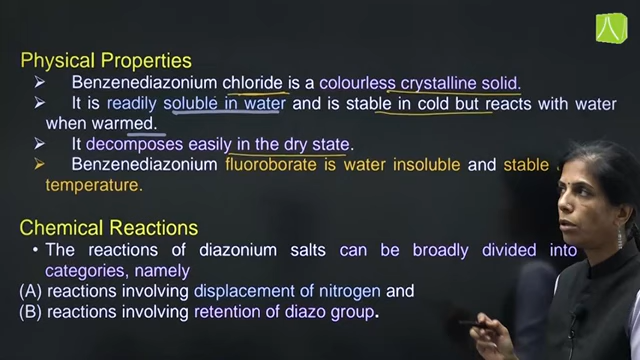 Physical Properties
➢ Benzenediazonium chloride is a colourless crystalline solid.
➢ It is readily soluble in water and is stable in cold but reacts with water
when warmed.
➢ It decomposes easily in the dry state.
➢ Benzenediazonium fluoroborate is water insoluble and stable
temperature.
Chemical Reactions
• The reactions of diazonium salts can be broadly divided into
categories, namely
(A) reactions involving displacement of nitrogen and
(B) reactions involving retention of diazo group.